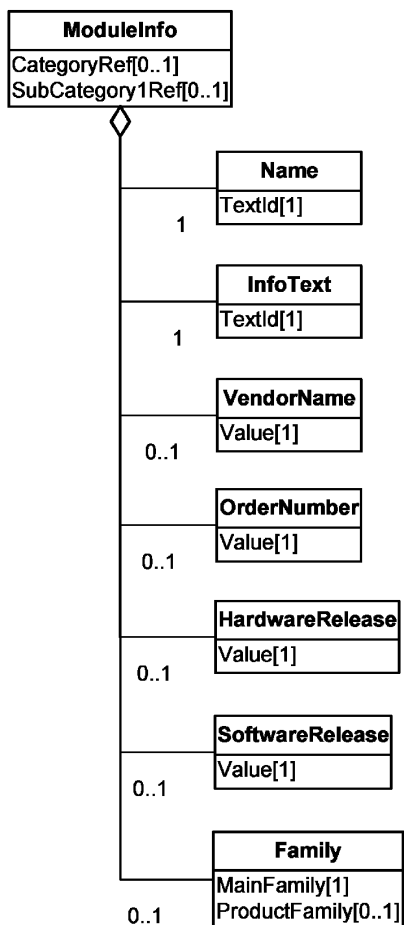 ModuleInfo
CategoryRef[0..1]
SubCategory1Ref[0..1]
Name
TextId[1]
1
InfoText
TextId[1]
1
VendorName
Value[1]
0..1
OrderNumber
Value[1]
0..1
HardwareRelease
Value[1]
0..1
SoftwareRelease
Value[1]
0..1
Family
MainFamily[1]
ProductFamily[0..1]
0..1